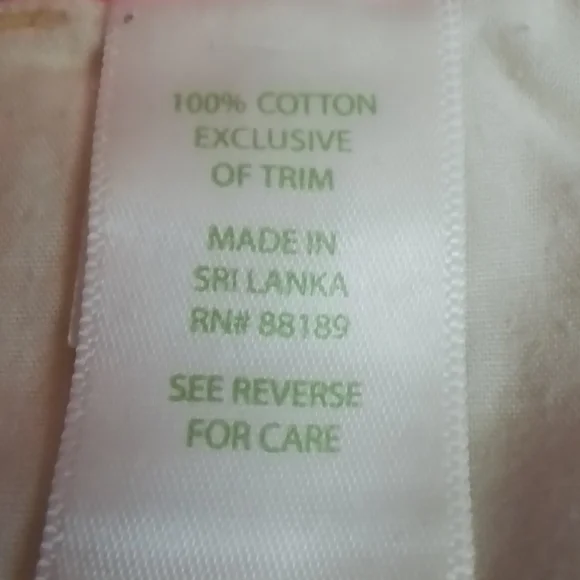 100% COTTON
EXCLUSIVE
OF TRIM
MADE IN
SRI LANKA
RN# 88189
SEE REVERSE
FOR CARE